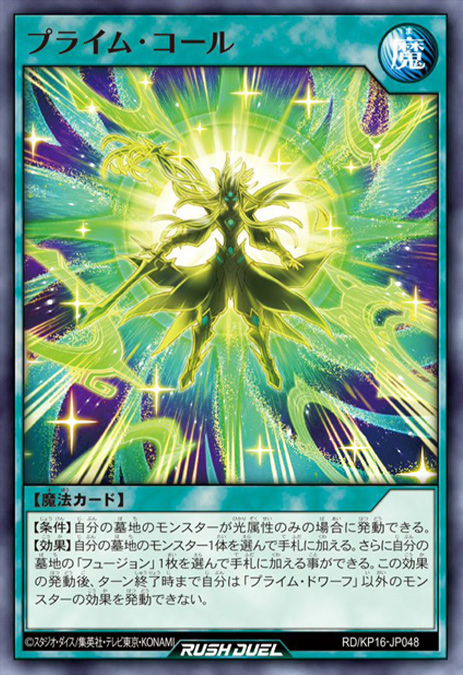 プライム・コール
魔
【魔法カード】
【条件】自分の墓地のモンスターが光属性のみの場合に発動できる。
【効果】自分の墓地のモンスター1体を選んで手札に加える。さらに自分の
墓地の「フュージョン」1枚を選んで手札に加える事ができる。この効果
の発動後、ターン終了時まで自分は「プライム・ドワーフ」以外のモン
スターの効果を発動できない。
©スタジオ・ダイス/集英社・テレビ東京・KONAMI
RUSH DUEL
RD/KP16-JP048